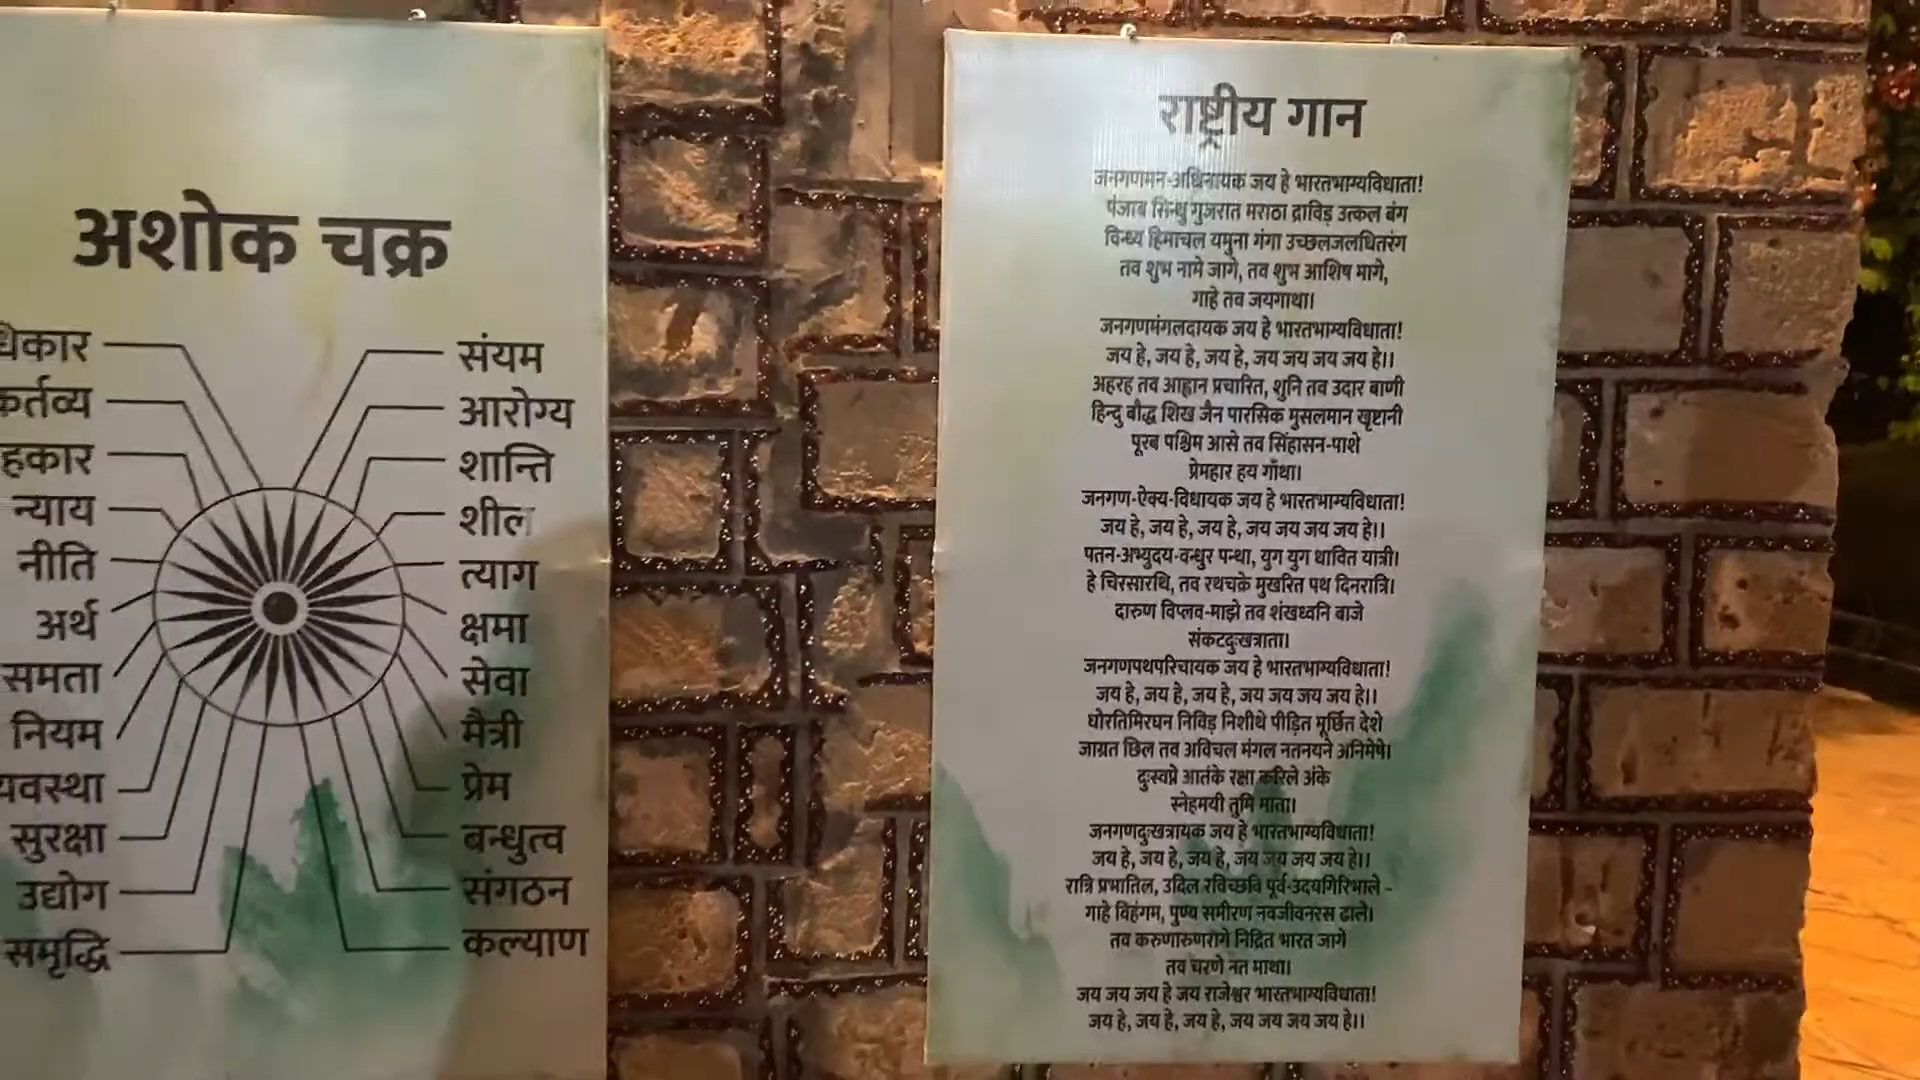 अशोक चक्र
संयम
कर्तव्य
आरोग्य
शान्ति
न्याय
शील
नीति
त्याग
अर्थ
क्षमा
समता
सेवा
नियम
मैत्री
प्रेम
सुरक्षा
बन्धुत्व
उद्योग
संगठन
समृद्धि
कल्याण
राष्ट्रीय गान
जनगणमन-अधिनायक जय हे भारतभाग्यविधाता!
पंजाब सिन्धु गुजरात मराठा द्राविड़ उत्कल बंग
विन्ध्य हिमाचल यमुना गंगा उच्छलजलधितरंग
तव शुभ नामे जागे, तव शुभ आशिष मागे,
गाहे तव जयगाथा।
जनगणमंगलदायक जय हे भारतभाग्यविधाता!
जय हे, जय हे, जय हे, जय जय जय जय हे।।
अहरह तव आह्वान प्रचारित, शुनि तव उदार बाणी
हिन्दु बौद्ध शिख जैन पारसिक मुसलमान खृष्टानी
पूरब पश्चिम आसे तव सिंहासन-पाशे
प्रेमहार हय गाँथा।
जनगण-ऐक्य-विधायक जय हे भारतभाग्यविधाता!
जय हे, जय हे, जय हे, जय जय जय जय हे।।
पतन-अभ्युदय-वन्धुर पन्था, युग युग धावित यात्री।
हे चिरसारथि, तव रथचक्रे मुखरित पथ दिनरात्रि।
दारुण विप्लव-माझे तव शंखध्वनि बाजे
संकटदुःखत्राता।
जनगणपथपरिचायक जय हे भारतभाग्यविधाता!
जय हे, जय हे, जय हे, जय जय जय जय हे।।
घोरतिमिरघन निविड़ निशीथे पीड़ित मूर्छित देशे
जाग्रत छिल तव अविचल मंगल नतनयने अनिमेषे।
दुःस्वप्ने आतंके रक्षा करिले अंके
स्नेहमयी तुमि माता।
जनगणदुःखत्रायक जय हे भारतभाग्यविधाता!
जय हे, जय हे, जय हे, जय जय जय जय हे।।
रात्रि प्रभातिल, उदिल रविच्छवि पूर्व-उदयगिरिभाले -
गाहे विहंगम, पुण्य समीरण नवजीवनरस ढाले।
तव करुणारुणरागे निद्रित भारत जागे
तव चरणे नत माथा।
जय जय जय हे जय राजेश्वर भारतभाग्यविधाता!
जय हे, जय हे, जय हे, जय जय जय जय हे।।